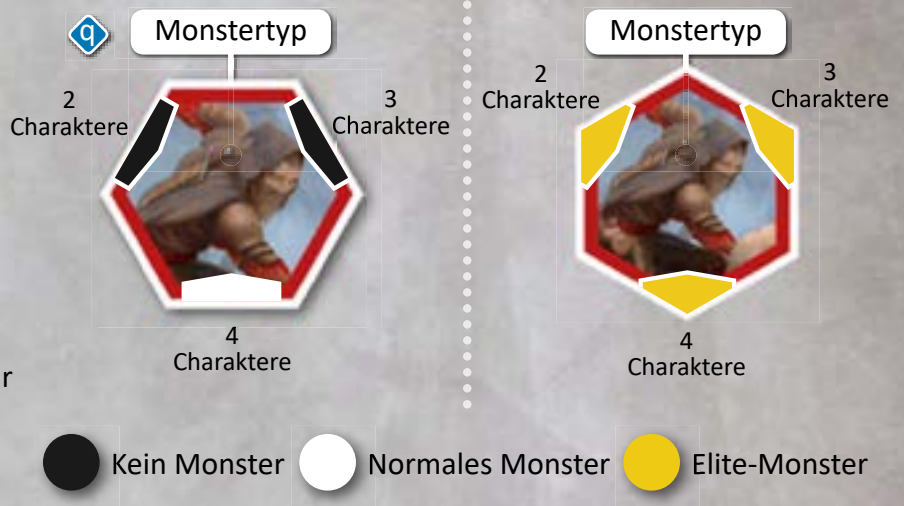 q
Monstertyp
2
Charaktere
3
Charaktere
4
Charaktere
Monstertyp
2
Charaktere
3
Charaktere
4
Charaktere
r
Kein Monster
Normales Monster
Elite-Monster